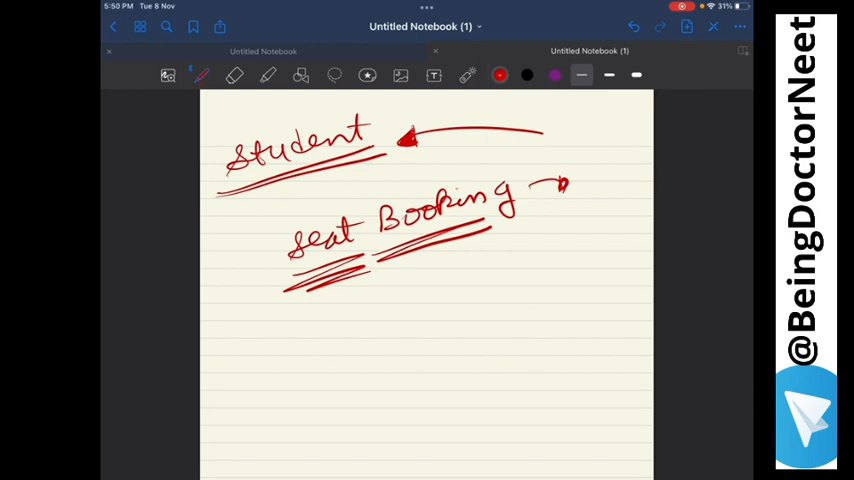 5:50 PM Tue 8 Nov
31%
Untitled Notebook (1)
Untitled Notebook
Untitled Notebook (1)
Student
Seat Booking
@BeingDoctorNeet